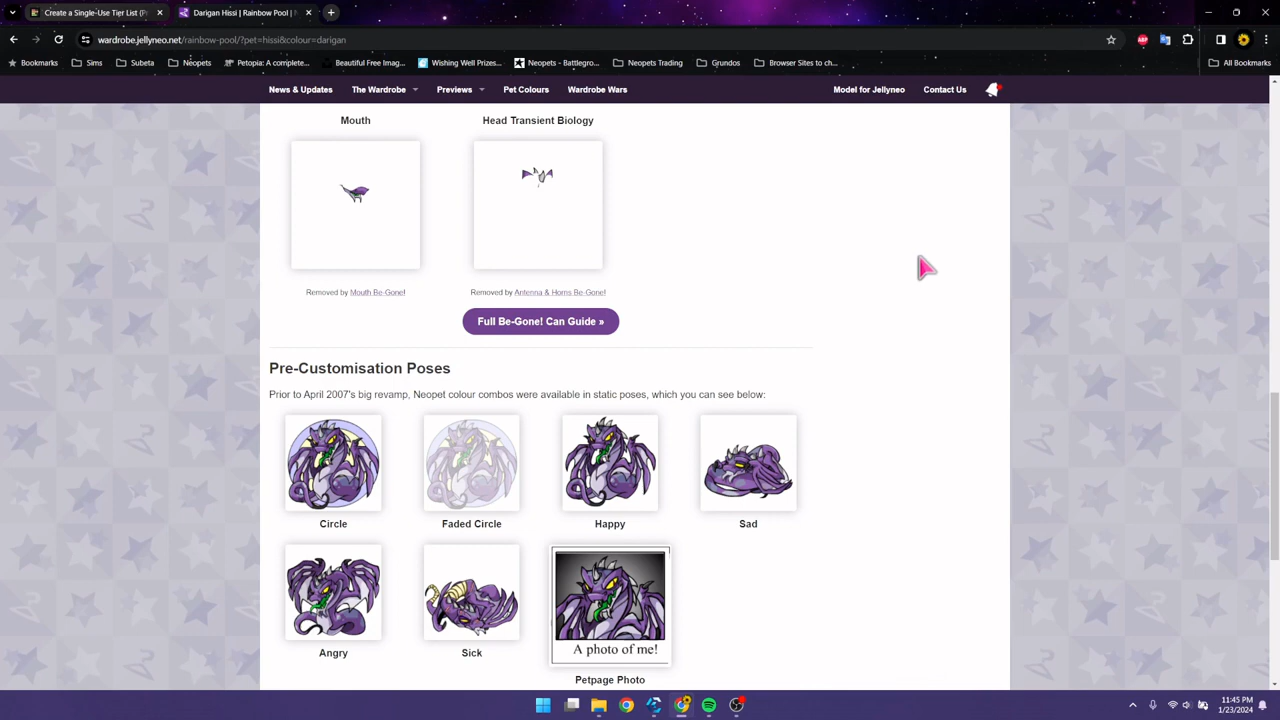 Create a Single-Use Tier List (P
Darigan Hissi | Rainbow Pool | N
wardrobe.jellyneo.net/rainbow-pool/?pet=hissi&colour=darigan
Bookmarks
Sims
Subeta
Neopets
Petopia: A complete...
Beautiful Free Imag...
Wishing Well Prizes...
Neopets - Battlegro...
Neopets Trading
Grundos
Browser Sites to ch...
All Bookmarks
News & Updates
The Wardrobe
Previews
Pet Colours
Wardrobe Wars
Model for Jellyneo
Contact Us
Mouth
Head Transient Biology
Removed by Mouth Be-Gone!
Removed by Antenna & Horns Be-Gone!
Full Be-Gone! Can Guide »
Pre-Customisation Poses
Prior to April 2007's big revamp, Neopet colour combos were available in static poses, which you can see below:
Circle
Faded Circle
Happy
Sad
A photo of me!
Angry
Sick
Petpage Photo
11:45 PM
1/23/2024